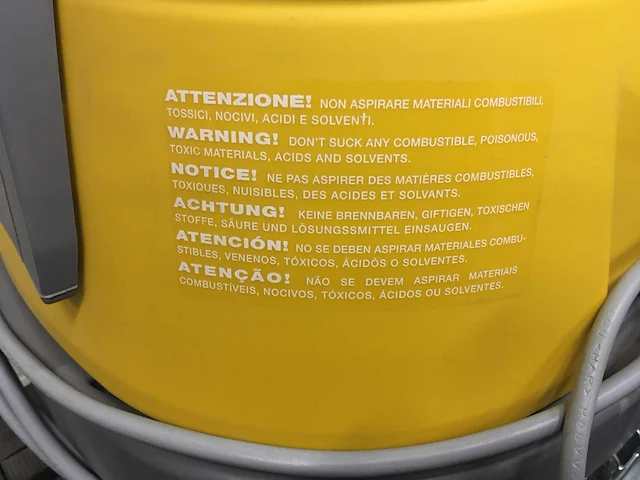 ATTENZIONE! NON ASPIRARE MATERIALI COMBUSTIBILI,
TOSSICI, NOCIVI, ACIDI E SOLVENTI.
WARNING! DON'T SUCK ANY COMBUSTIBLE, POISONOUS,
TOXIC MATERIALS, ACIDS AND SOLVENTS.
NOTICE! NE PAS ASPIRER DES MATIÈRES COMBUSTIBLES,
TOXIQUES, NUISIBLES, DES ACIDES ET SOLVANTS.
ACHTUNG! KEINE BRENNBAREN, GIFTIGEN, TOXISCHEN
STOFFE, SÄURE UND LÖSUNGSSMITTEL EINSAUGEN.
ATENCIÓN! NO SE DEBEN ASPIRAR MATERIALES COMBU-
STIBLES, VENENOS, TÓXICOS, ÁCIDÒS O SOLVENTES.
ATENÇÃO! NÃO SE DEVEM ASPIRAR MATERIAIS
COMBUSTÍVEIS, NOCIVOS, TÓXICOS, ÁCIDOS OU SOLVENTES.